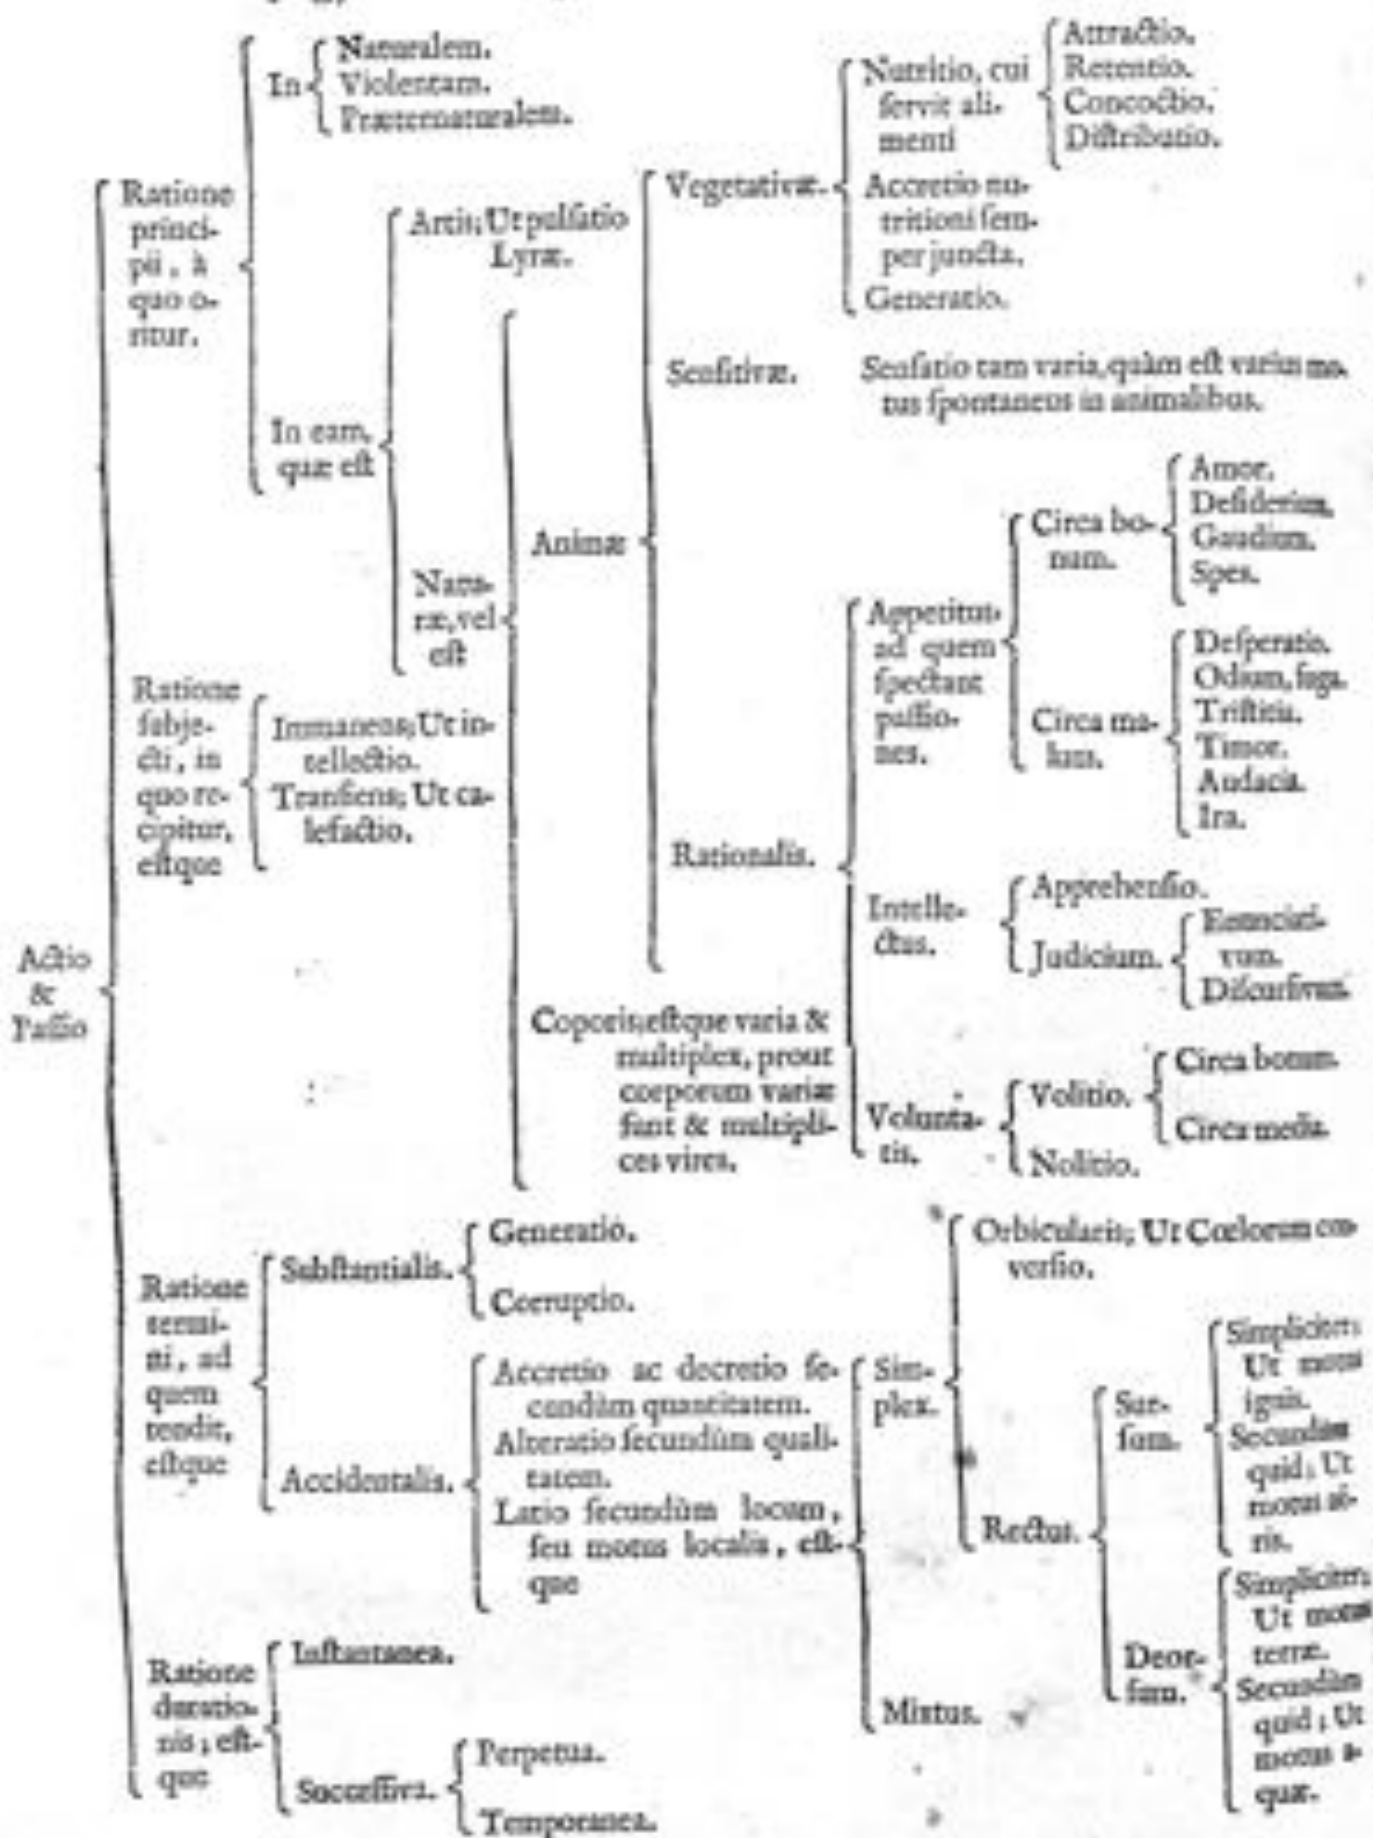 Actio
&
Passio
Ratione
princi-
pii, à
quo o-
ritur.
In
Naturalem.
Violentam.
Præternaturalem.
In eam,
quæ est
Artis; Ut pulsatio
Lyræ.
Natu-
ræ, vel
est
Animæ
Vegetativæ.
Nutritio, cui
servit ali-
menti
Attractio.
Retentio.
Concoctio.
Distributio.
Accretio nu-
tritioni sem-
per juncta.
Generatio.
Sensitivæ.
Sensatio tam varia, quàm est varius mo-
tus spontaneus in animalibus.
Rationalis.
Appetitus,
ad quem
spectant
passio-
nes.
Circa bo-
num.
Amor.
Desiderium.
Gaudium.
Spes.
Circa ma-
lum.
Desperatio.
Odium, fuga.
Tristitia.
Timor.
Audacia.
Ira.
Intelle-
ctus.
Apprehensio.
Judicium.
Enunciati-
vum.
Discursivum.
Volunta-
tis.
Volitio.
Circa bonum.
Circa media.
Nolitio.
Coporis; estque varia &
multiplex, prout
corporum variæ
sunt & multipli-
ces vires.
Ratione
subje-
cti, in
quo re-
cipitur,
estque
Immanens; Ut in-
tellectio.
Transiens; Ut ca-
lefactio.
Ratione
termi-
ni, ad
quem
tendit,
estque
Substantialis.
Generatio.
Corruptio.
Accidentalis.
Accretio ac decretio se-
cundùm quantitatem.
Alteratio secundùm quali-
tatem.
Latio secundùm locum,
seu motus localis, est-
que
Sim-
plex.
Orbicularis; Ut Cœlorum con-
versio.
Rectus.
Sur-
sum.
Simpliciter;
Ut motus
ignis.
Secundùm
quid; Ut
motus aë-
ris.
Deor-
sum.
Simpliciter;
Ut motus
terræ.
Secundùm
quid; Ut
motus a-
quæ.
Mixtus.
Ratione
duratio-
nis; est-
que
Instantanea.
Successiva.
Perpetua.
Temporanea.